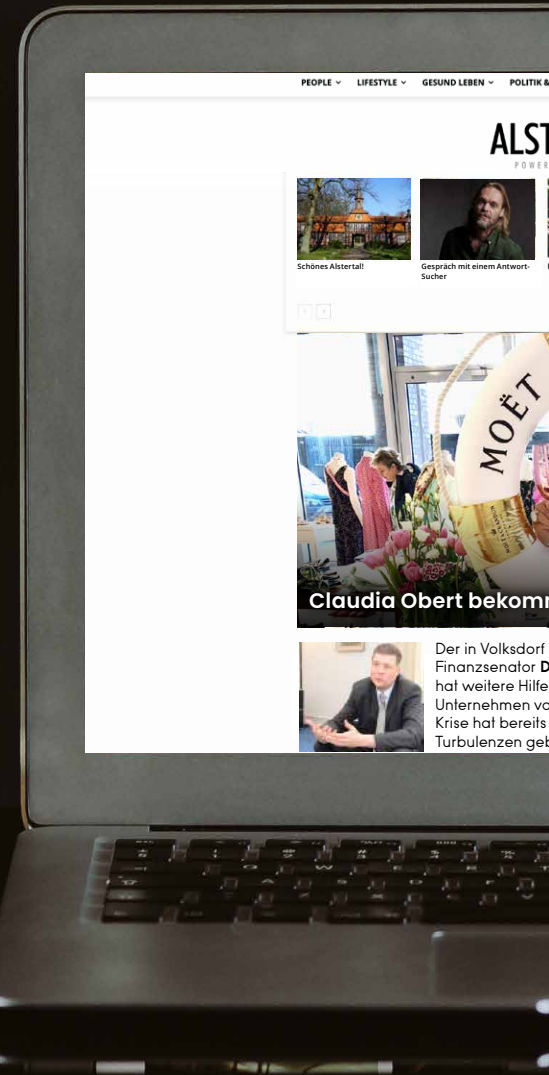 PEOPLE LIFESTYLE GESUND LEBEN POLITIK &
ALST
POWER
Schönes Alstertal!
Gespräch mit einem Antwort-
Sucher
MOËT
Claudia Obert bekomm
Der in Volksdorf
Finanzsenator D
hat weitere Hilfe
Unternehmen vo
Krise hat bereits
Turbulenzen geb